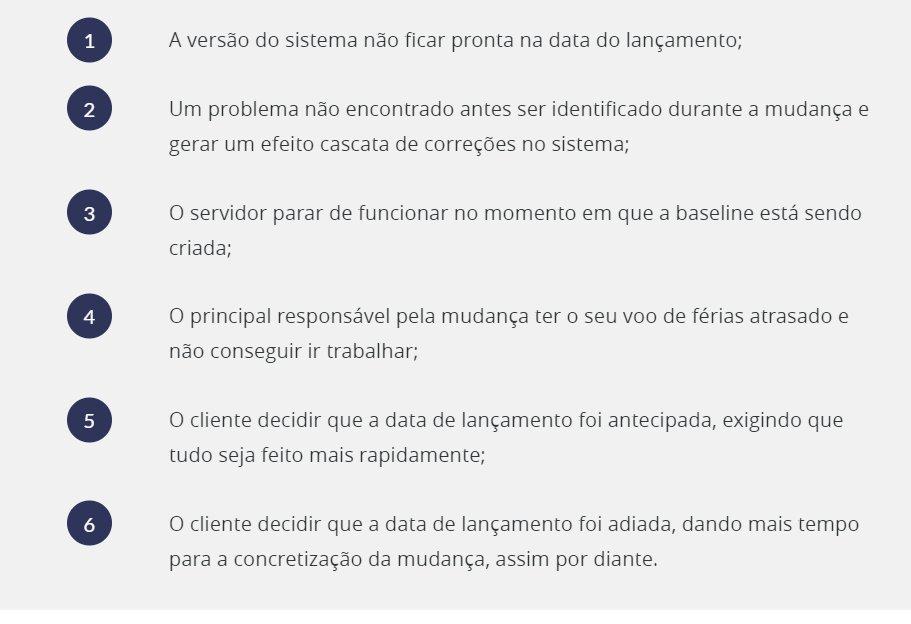 1 A versão do sistema não ficar pronta na data do lançamento;
2 Um problema não encontrado antes ser identificado durante a mudança e
gerar um efeito cascata de correções no sistema;
3 O servidor parar de funcionar no momento em que a baseline está sendo
criada;
4 O principal responsável pela mudança ter o seu voo de férias atrasado e
não conseguir ir trabalhar;
5 O cliente decidir que a data de lançamento foi antecipada, exigindo que
tudo seja feito mais rapidamente;
6 O cliente decidir que a data de lançamento foi adiada, dando mais tempo
para a concretização da mudança, assim por diante.